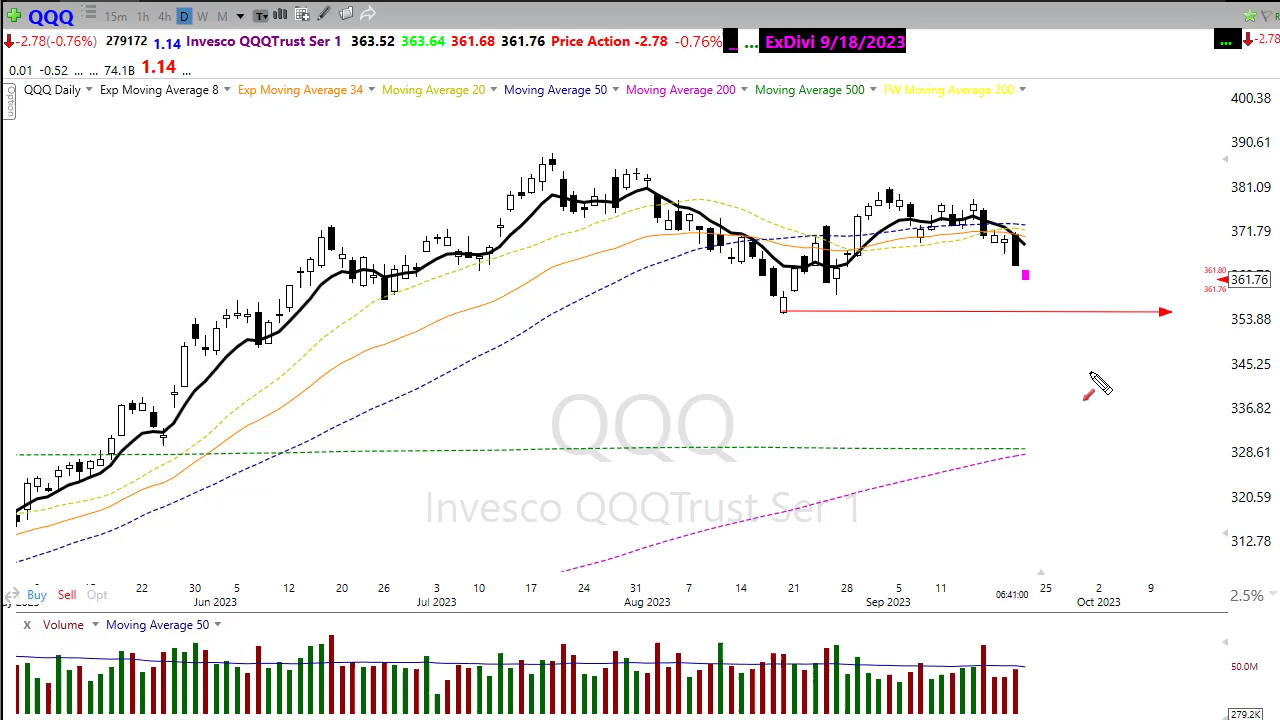 QQQ 15m 1h 4h D W M T
-2.78(-0.76%) 279172 1.14 Invesco QQQTrust Ser 1 363.52 363.64 361.68 361.76 Price Action -2.78 -0.76% ... ... ExDivi 9/18/2023 ... -2.78
0.01 -0.52 ... ... 74.1B 1.14 ...
Option
QQQ Daily Exp Moving Average 8 Exp Moving Average 34 Moving Average 20 Moving Average 50 Moving Average 200 Moving Average 500 FW Moving Average 200
400.38
390.61
381.09
371.79
361.80
361.76
361.76
353.88
345.25
336.82
328.61
320.59
312.78
QQQ
Invesco QQQTrust Ser 1
22 30 5 12 20 26 3 10 17 24 31 7 14 21 28 5 11 06:41:00 25 2 9
Jun 2023 Jul 2023 Aug 2023 Sep 2023 Oct 2023
Buy Sell Opt
2.5%
X Volume Moving Average 50
50.0M
279.2K